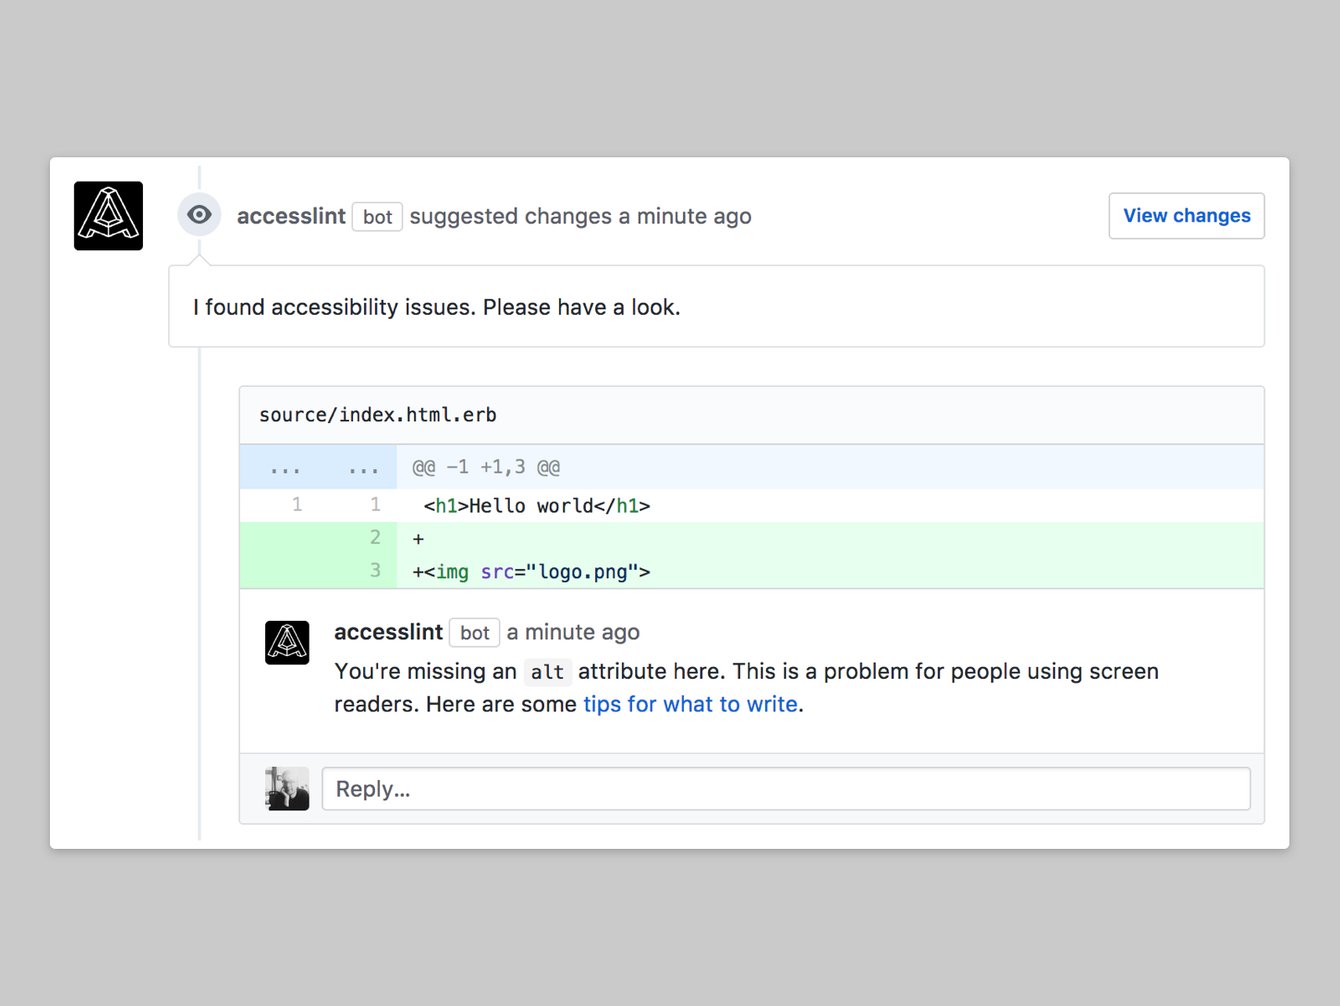 accesslint bot suggested changes a minute ago
View changes
I found accessibility issues. Please have a look.
source/index.html.erb
... ... @@ −1 +1,3 @@
1 1 <h1>Hello world</h1>
2 +
3 +<img src="logo.png">
accesslint bot a minute ago
You're missing an alt attribute here. This is a problem for people using screen
readers. Here are some tips for what to write.
Reply...